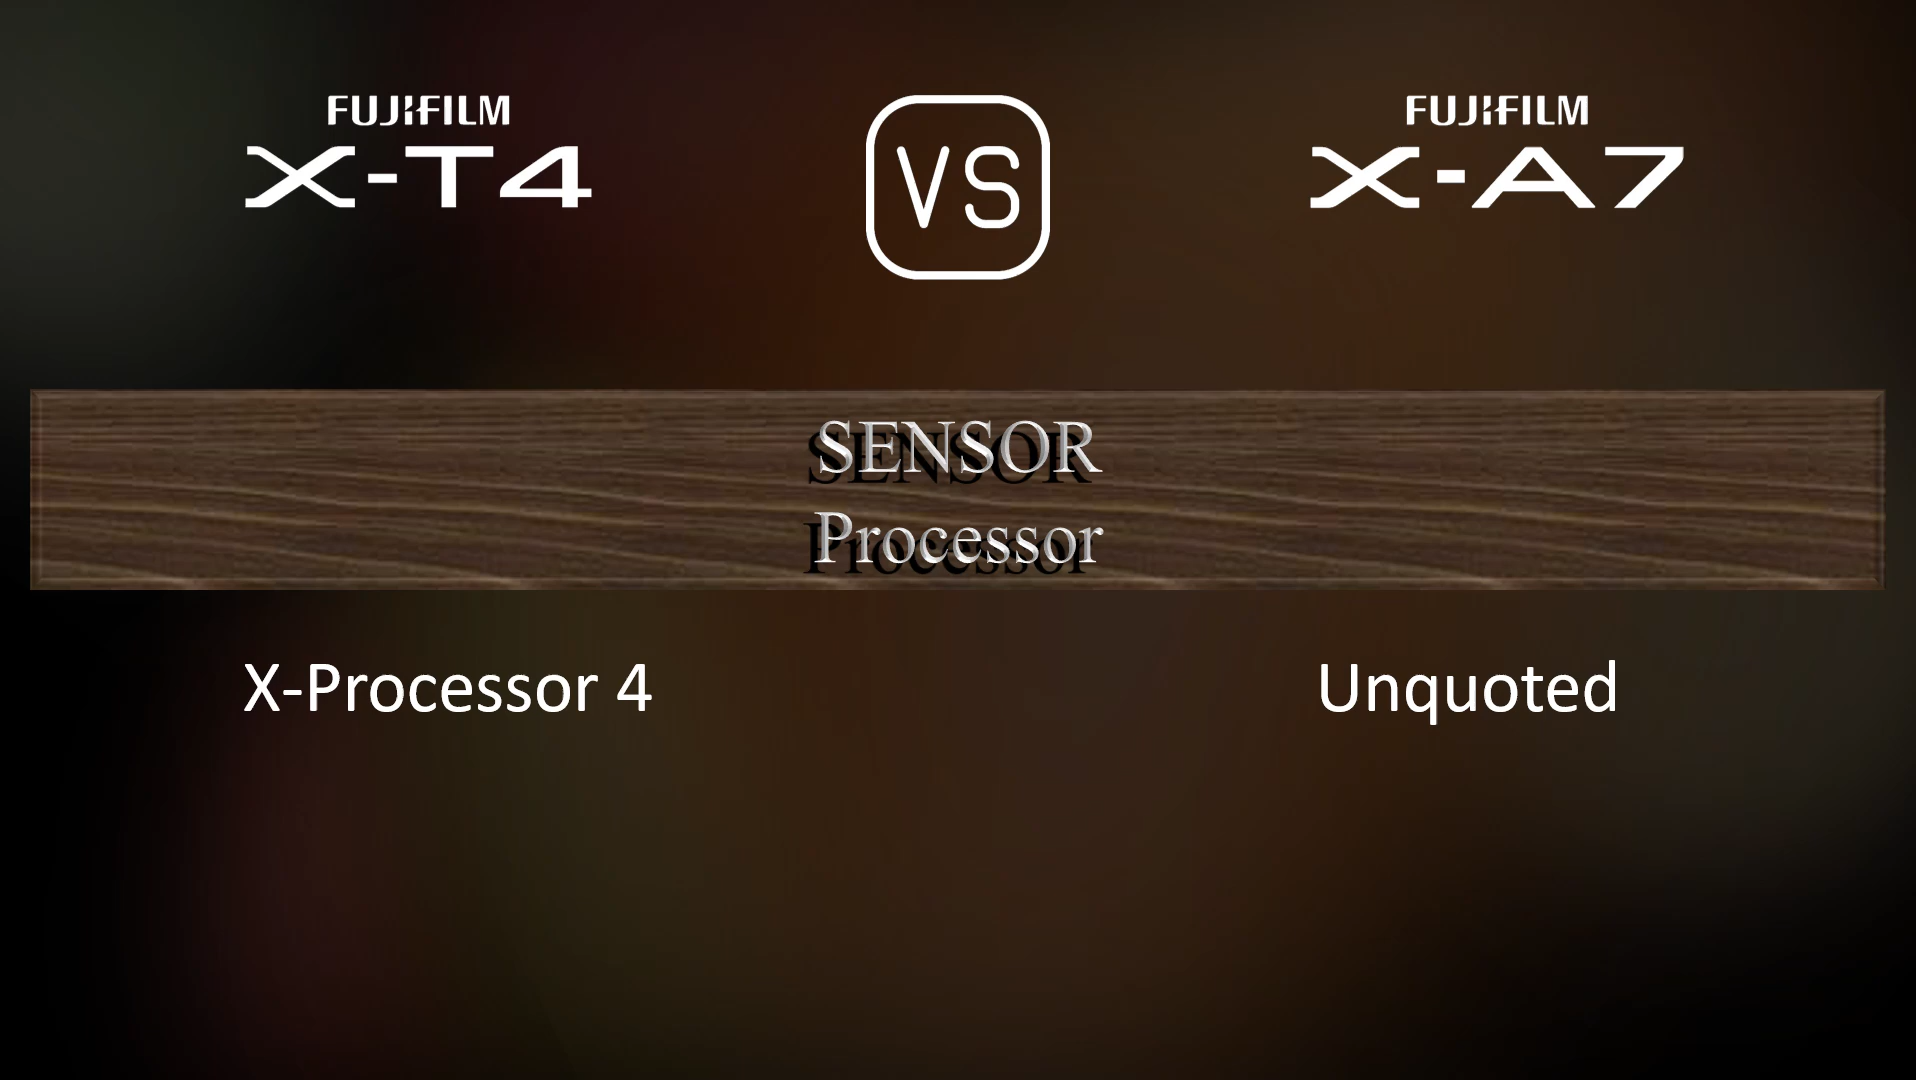 FUJIFILM
X-T4
VS
FUJIFILM
X-A7
SENSOR
Processor
X-Processor 4
Unquoted